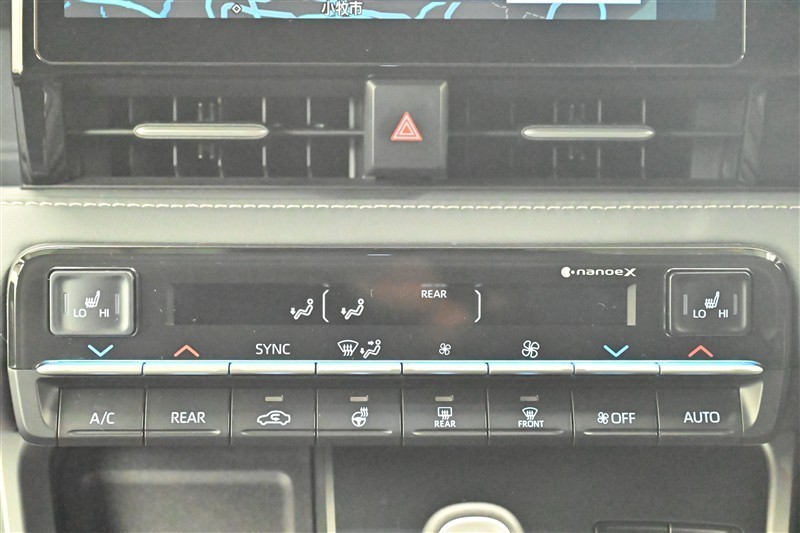 小牧市
nanoeX
LO HI
REAR
LO HI
SYNC
A/C REAR REAR FRONT OFF AUTO